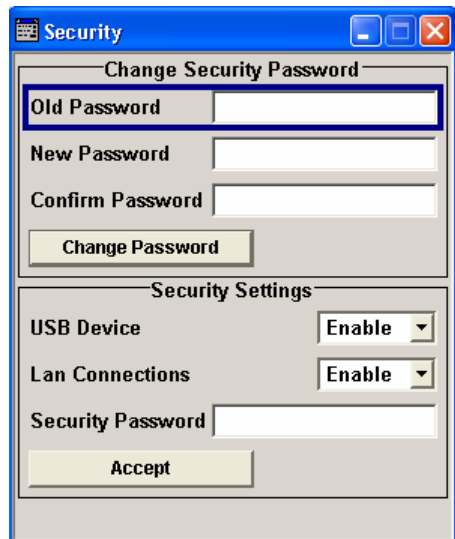 Security
Change Security Password
Old Password
New Password
Confirm Password
Change Password
Security Settings
USB Device Enable
Lan Connections Enable
Security Password
Accept